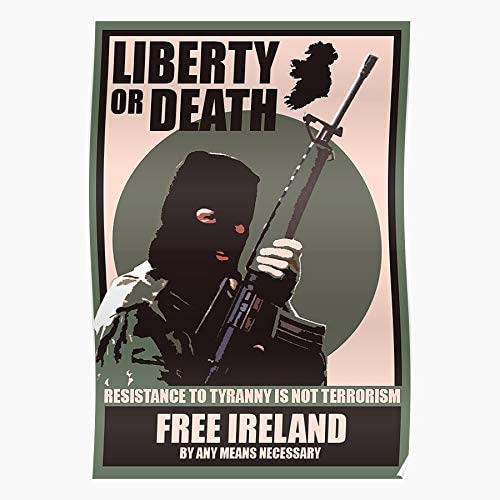 LIBERTY
OR DEATH
RESISTANCE TO TYRANNY IS NOT TERRORISM
FREE IRELAND
BY ANY MEANS NECESSARY